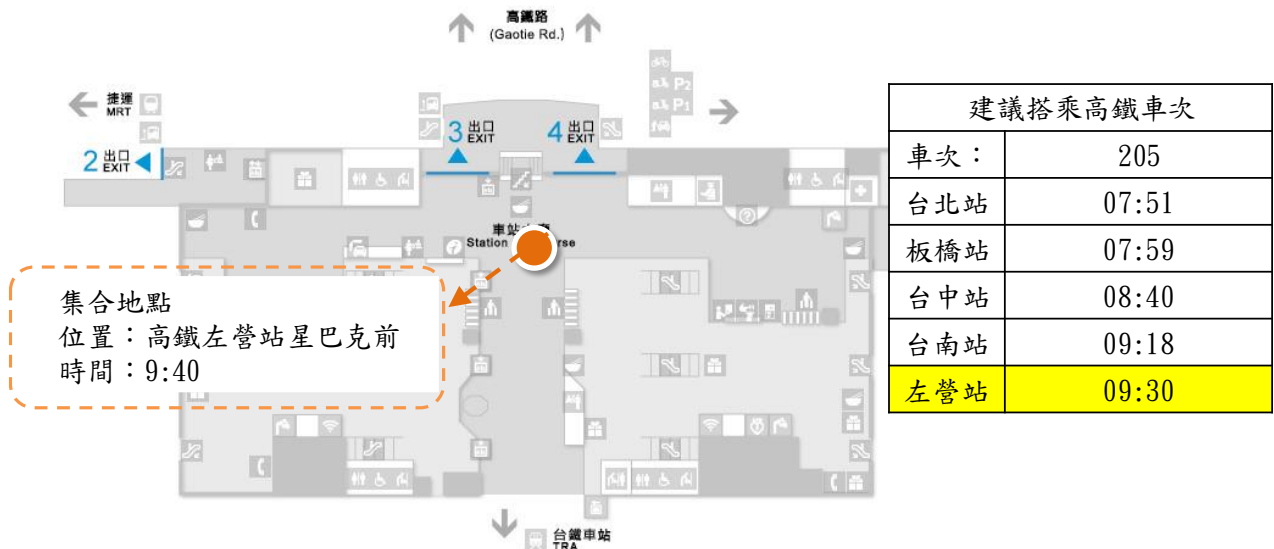 高鐵路
(Gaotie Rd.)
捷運
MRT
P2
P1
2 出口
EXIT
3 出口
EXIT
4 出口
EXIT
車站
Station
rse
集合地點
位置：高鐵左營站星巴克前
時間：9:40
台鐵車站
TRA
建議搭乘高鐵車次
車次： 205
台北站 07:51
板橋站 07:59
台中站 08:40
台南站 09:18
左營站 09:30